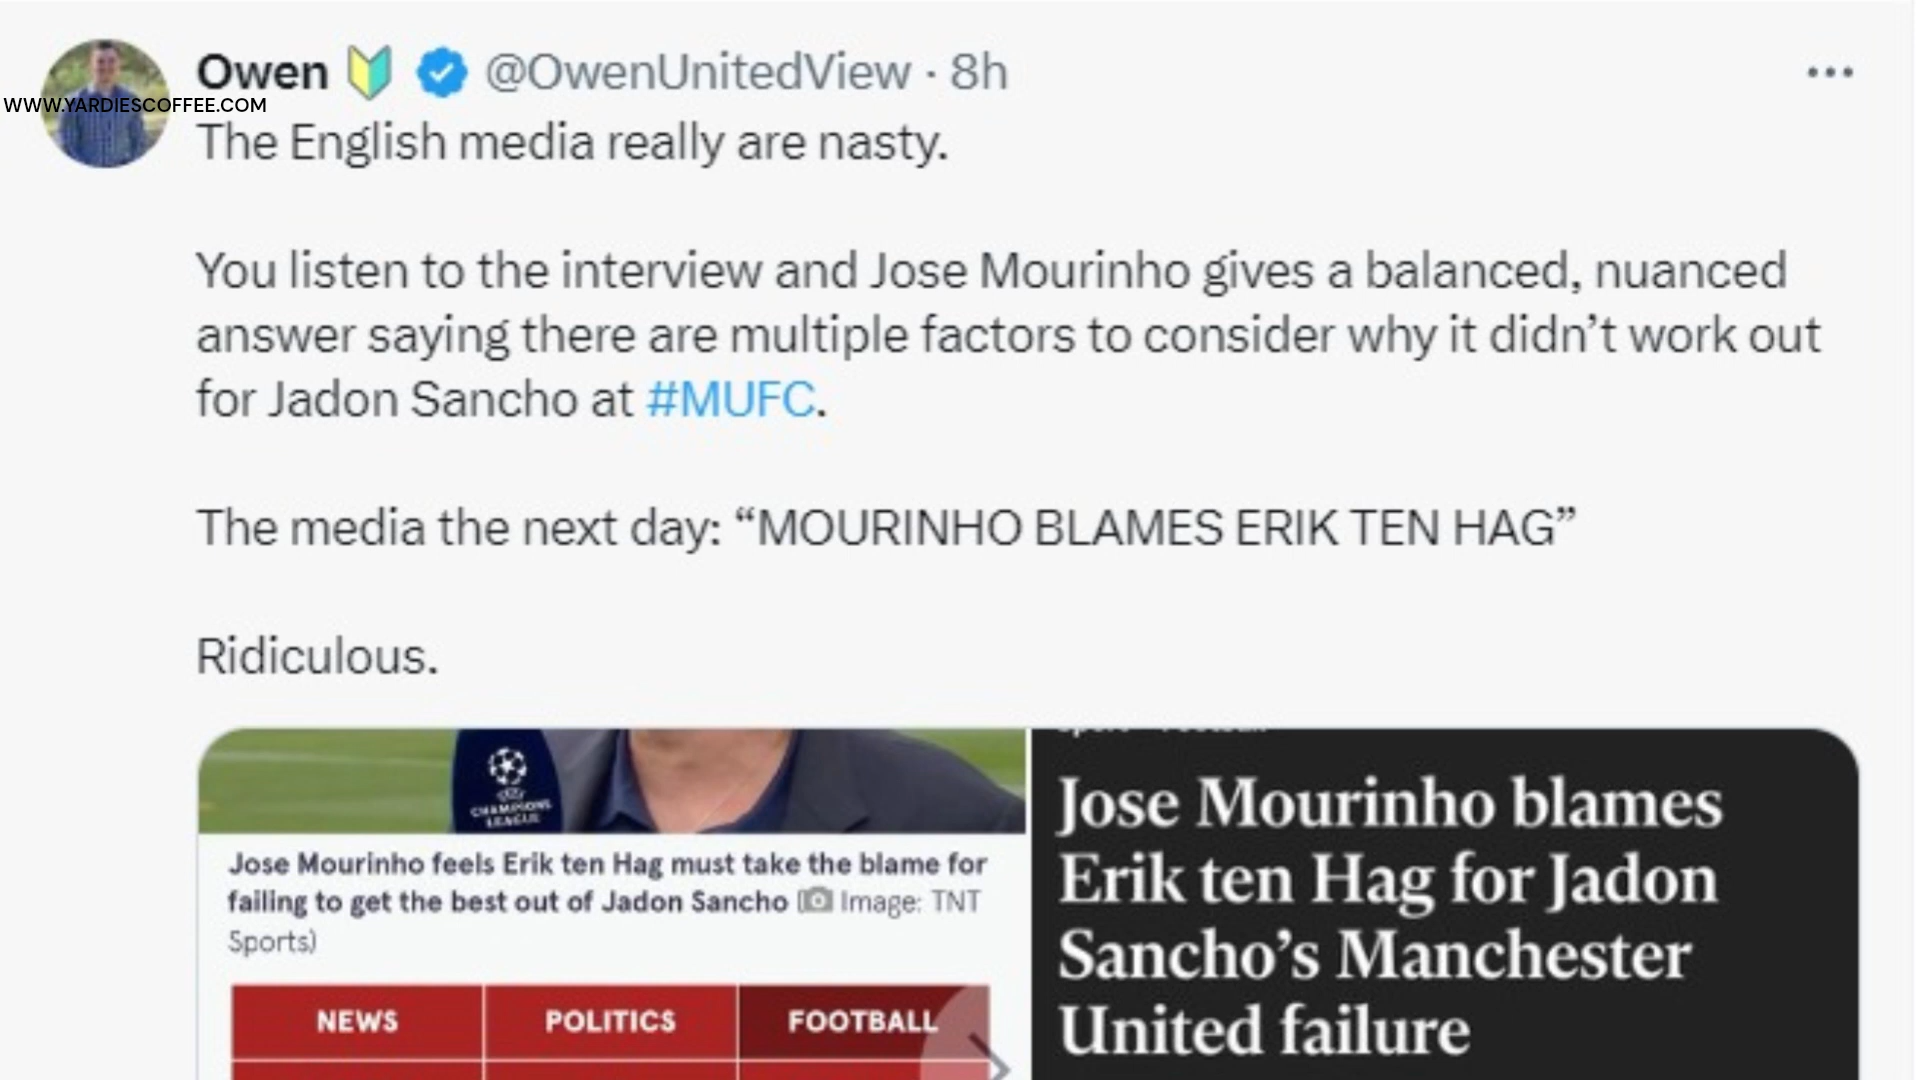 Owen @OwenUnitedView · 8h
WWW.YARDIESCOFFEE.COM
The English media really are nasty.
You listen to the interview and Jose Mourinho gives a balanced, nuanced
answer saying there are multiple factors to consider why it didn’t work out
for Jadon Sancho at #MUFC.
The media the next day: “MOURINHO BLAMES ERIK TEN HAG”
Ridiculous.
CHAMPIONS
LEAGUE
Jose Mourinho feels Erik ten Hag must take the blame for
failing to get the best out of Jadon Sancho (Image: TNT
Sports)
NEWS POLITICS FOOTBALL
Jose Mourinho blames
Erik ten Hag for Jadon
Sancho’s Manchester
United failure